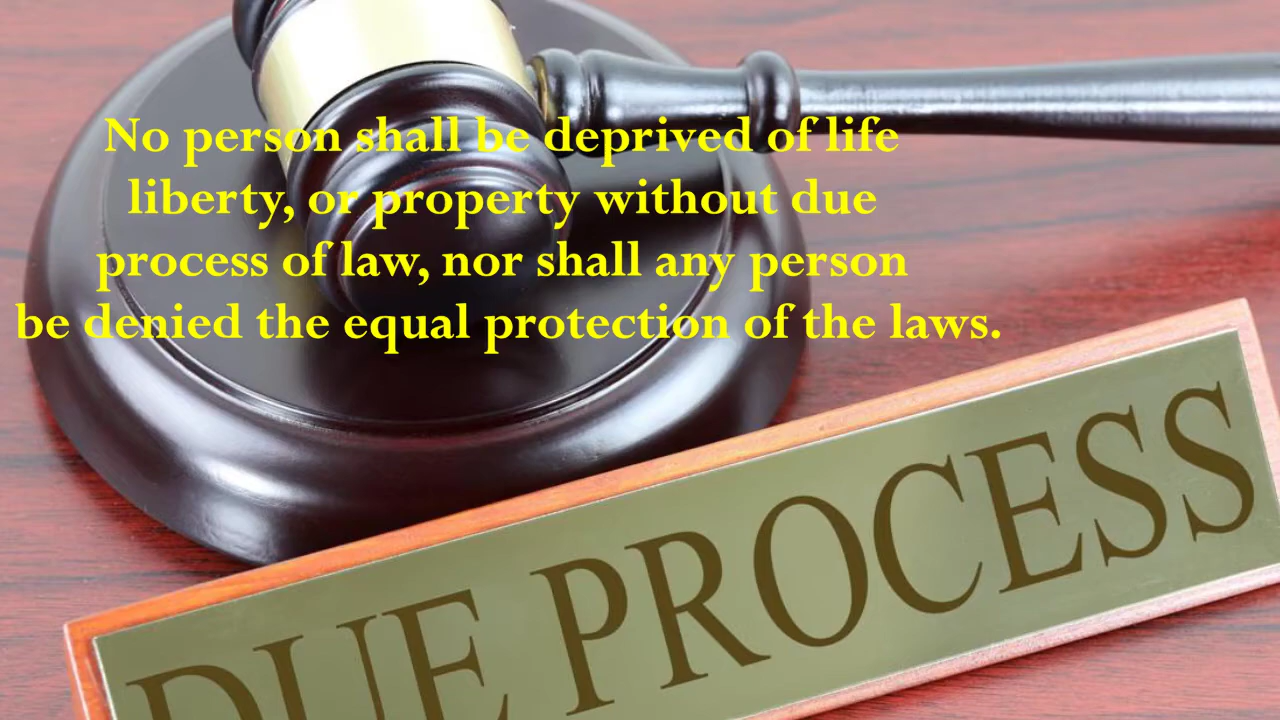 No person shall be deprived of life
liberty, or property without due
process of law, nor shall any person
be denied the equal protection of the laws.
DUE PROCESS